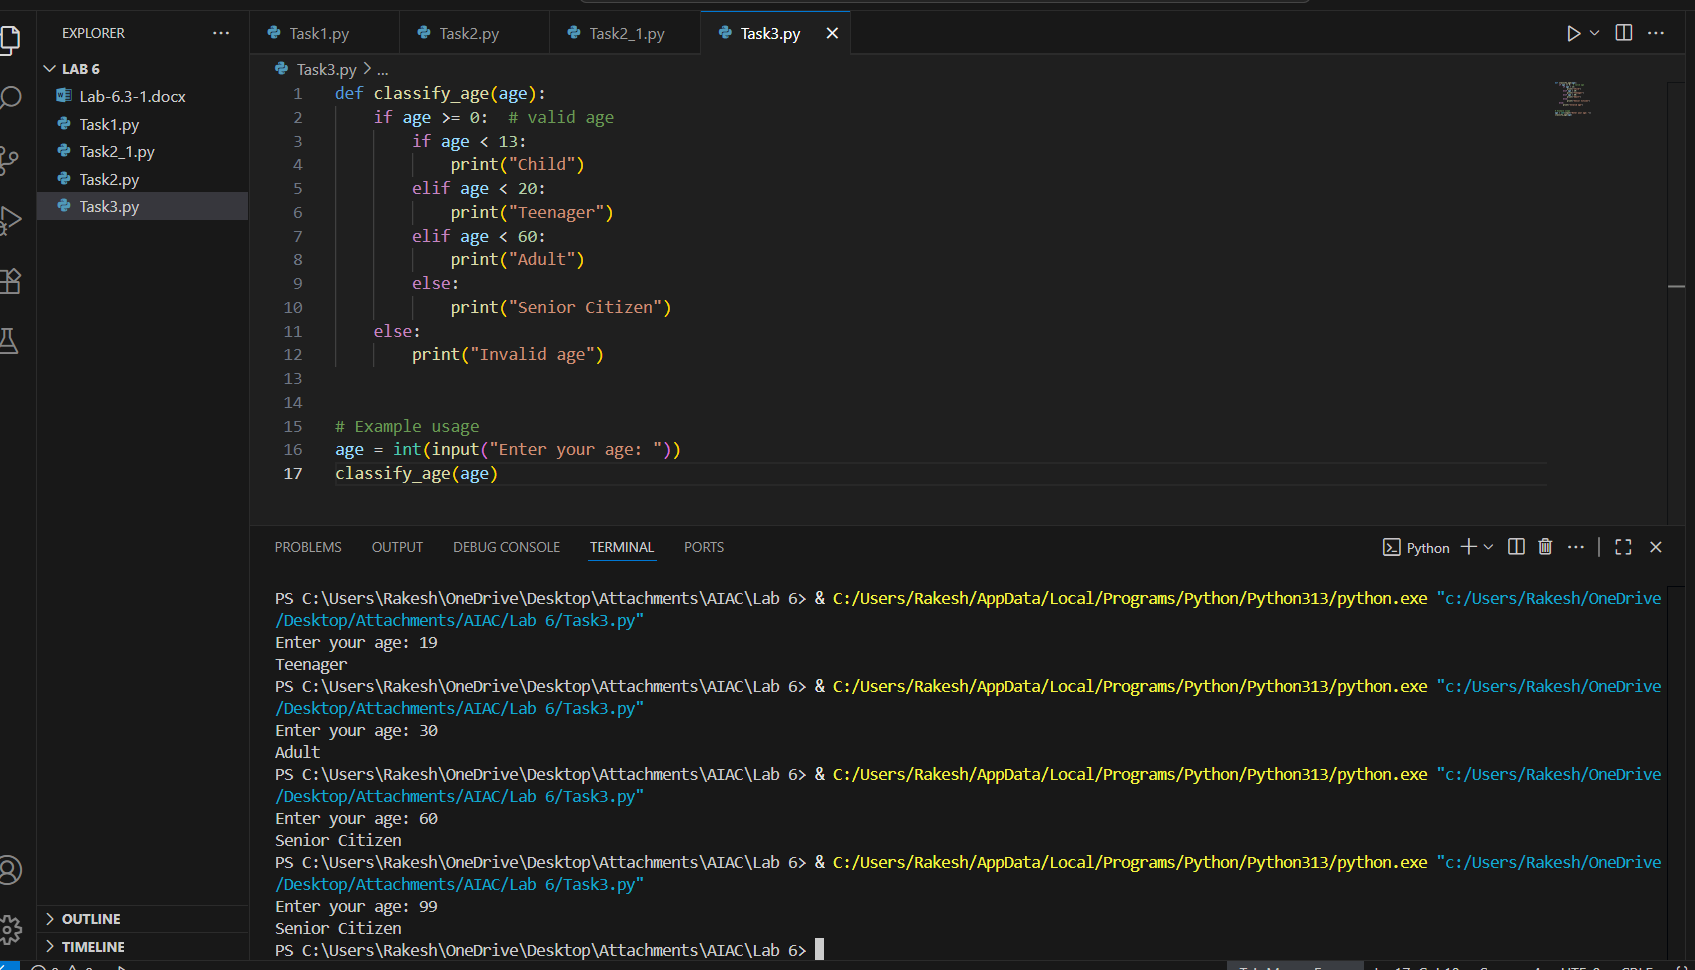 EXPLORER
LAB 6
Lab-6.3-1.docx
Task1.py
Task2_1.py
Task2.py
Task3.py
OUTLINE
TIMELINE
Task1.py
Task2.py
Task2_1.py
Task3.py
Task3.py > ...
1 def classify_age(age):
2 if age >= 0:  # valid age
3 if age < 13:
4 print("Child")
5 elif age < 20:
6 print("Teenager")
7 elif age < 60:
8 print("Adult")
9 else:
10 print("Senior Citizen")
11 else:
12 print("Invalid age")
13
14
15 # Example usage
16 age = int(input("Enter your age: "))
17 classify_age(age)
PROBLEMS OUTPUT DEBUG CONSOLE TERMINAL PORTS
Python
PS C:\Users\Rakesh\OneDrive\Desktop\Attachments\AIAC\Lab 6> & C:/Users/Rakesh/AppData/Local/Programs/Python/Python313/python.exe "c:/Users/Rakesh/OneDrive
/Desktop/Attachments/AIAC/Lab 6/Task3.py"
Enter your age: 19
Teenager
PS C:\Users\Rakesh\OneDrive\Desktop\Attachments\AIAC\Lab 6> & C:/Users/Rakesh/AppData/Local/Programs/Python/Python313/python.exe "c:/Users/Rakesh/OneDrive
/Desktop/Attachments/AIAC/Lab 6/Task3.py"
Enter your age: 30
Adult
PS C:\Users\Rakesh\OneDrive\Desktop\Attachments\AIAC\Lab 6> & C:/Users/Rakesh/AppData/Local/Programs/Python/Python313/python.exe "c:/Users/Rakesh/OneDrive
/Desktop/Attachments/AIAC/Lab 6/Task3.py"
Enter your age: 60
Senior Citizen
PS C:\Users\Rakesh\OneDrive\Desktop\Attachments\AIAC\Lab 6> & C:/Users/Rakesh/AppData/Local/Programs/Python/Python313/python.exe "c:/Users/Rakesh/OneDrive
/Desktop/Attachments/AIAC/Lab 6/Task3.py"
Enter your age: 99
Senior Citizen
PS C:\Users\Rakesh\OneDrive\Desktop\Attachments\AIAC\Lab 6>